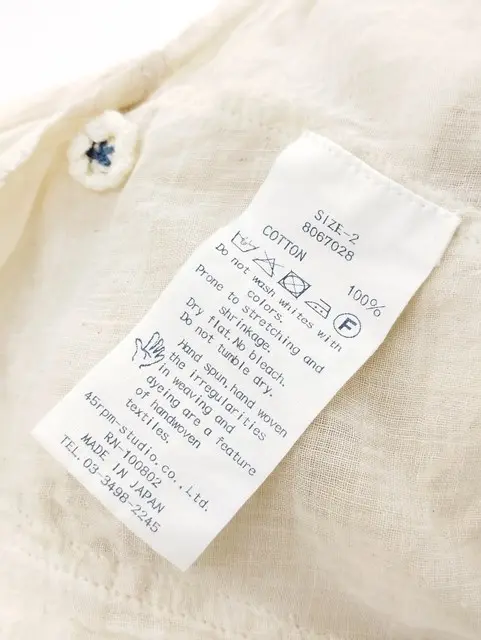 SIZE-2
8067028
COTTON 100%
F
Do not wash whites with
colors.
Prone to stretching and
shrinkage.
Dry flat. No bleach.
Do not tumble dry.
Hand spun, hand woven
the irregularities
in weaving and
dyeing are a feature
of handwoven
textiles.
45rpm-studio.co.,Ltd.
RN-100802
MADE IN JAPAN
TEL. 03-3498-2245